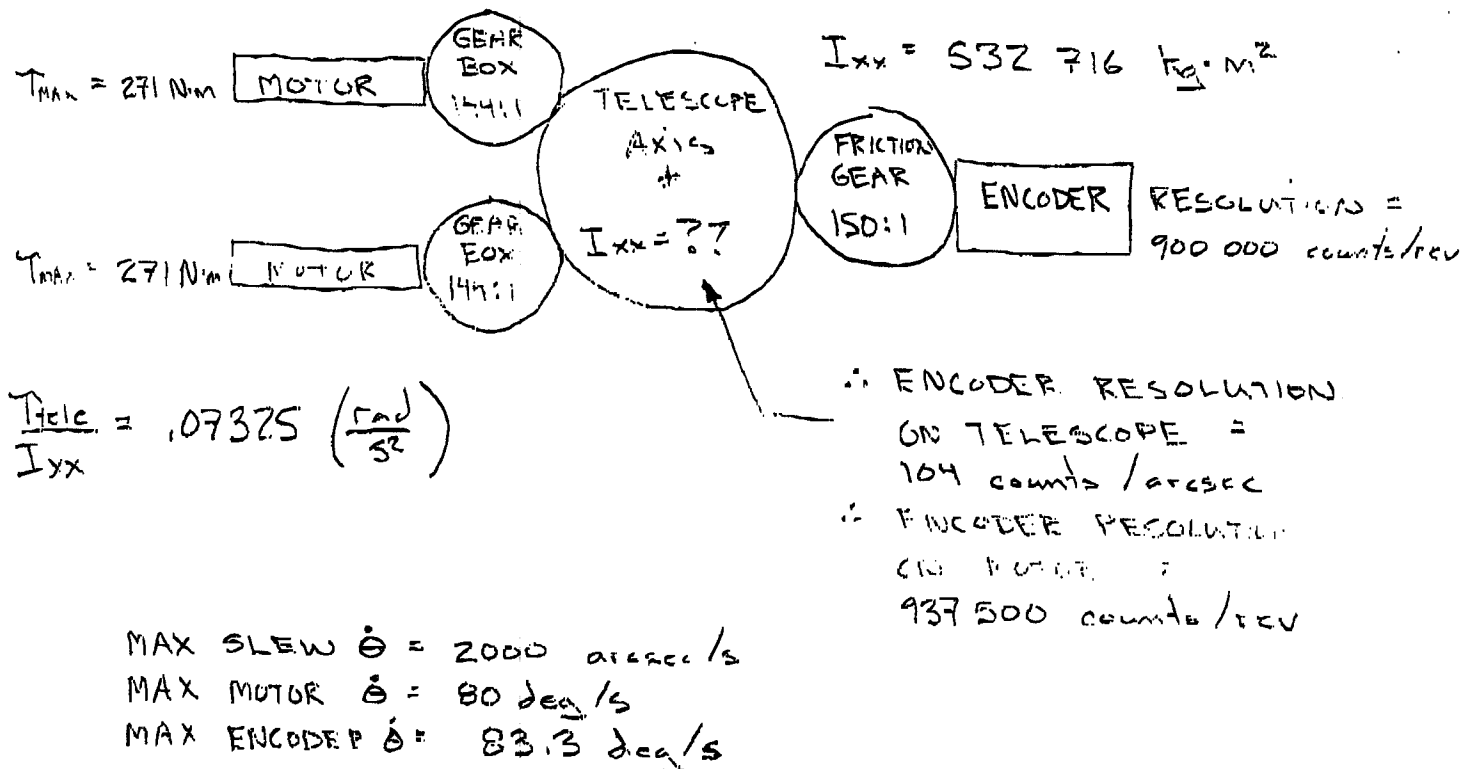 T_MAX = 271 N·m MOTOR
GEAR
BOX
144:1
T_MAX = 271 N·m MOTOR
GEAR
BOX
144:1
TELESCOPE
AXIS
I_xx = ??
I_xx = 532 716 kg·m²
FRICTION
GEAR
150:1
ENCODER
RESOLUTION =
900 000 counts/rev
T_tele / I_xx = .07325 (rad / s²)
∴ ENCODER RESOLUTION
ON TELESCOPE =
104 counts/arcsec
∴ ENCODER RESOLUTION
ON MOTOR =
937 500 counts/rev
MAX SLEW θ̇ = 2000 arcsec/s
MAX MOTOR θ̇ = 80 deg/s
MAX ENCODER θ̇ = 83.3 deg/s